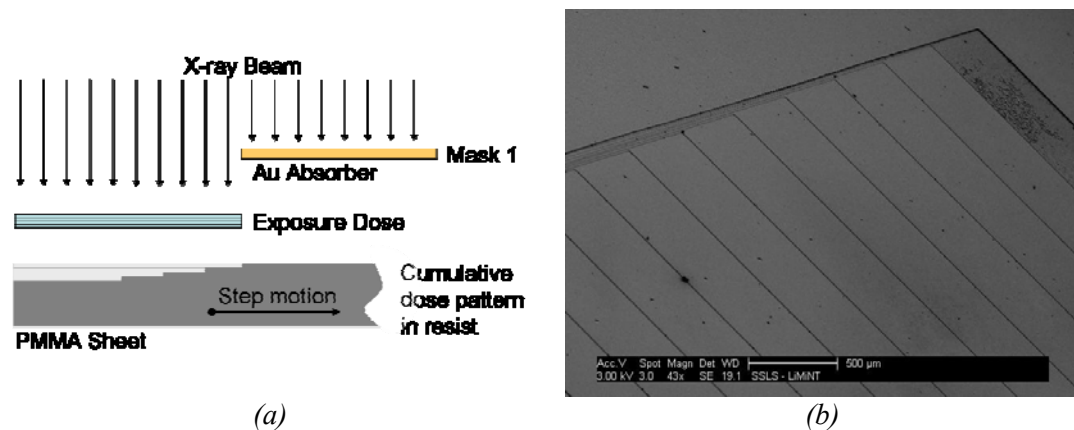 X-ray Beam
Mask 1
Au Absorber
Exposure Dose
Cumulative
dose pattern
in resist
Step motion
PMMA Sheet
(a)
Acc.V Spot Magn Det WD 500 µm
3.00 kV 3.0 43x SE 19.1 SSLS - LiMiNT
(b)